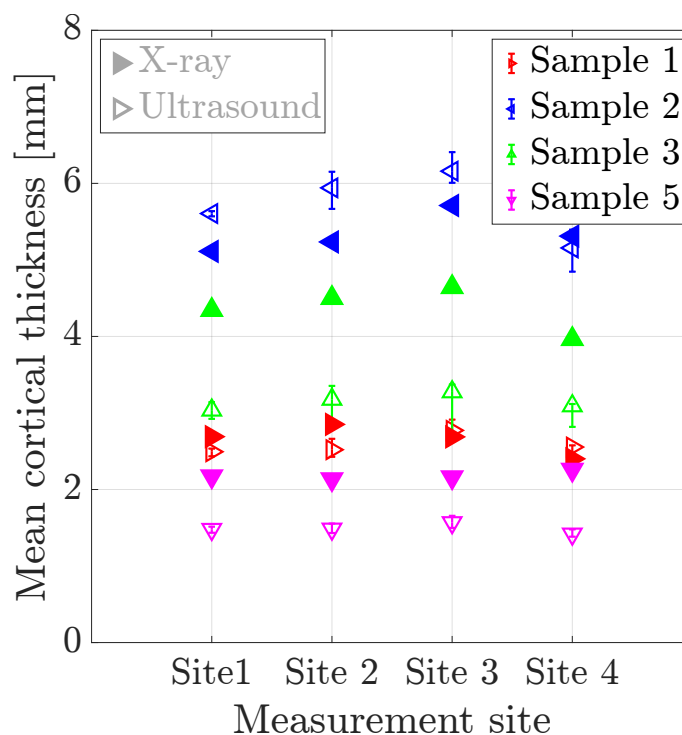 8
6
4
2
0
Mean cortical thickness [mm]
X-ray
Ultrasound
Sample 1
Sample 2
Sample 3
Sample 5
Site1 Site 2 Site 3 Site 4
Measurement site